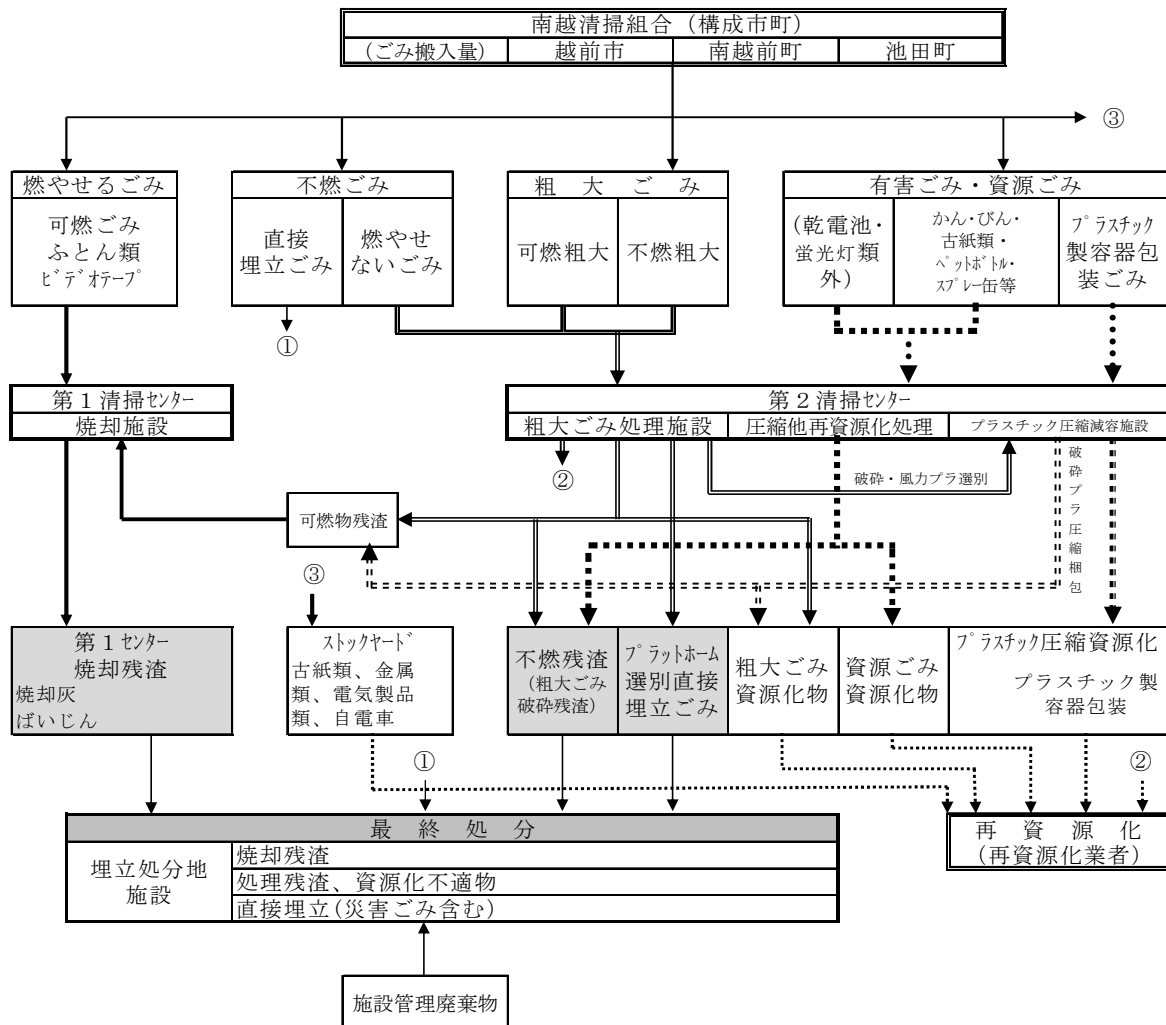 南越清掃組合（構成市町）
(ごみ搬入量) 越前市 南越前町 池田町
③
燃やせるごみ
可燃ごみ
ふとん類
ビデオテープ
不燃ごみ
直接
埋立ごみ
燃やせ
ないごみ
粗大ごみ
可燃粗大
不燃粗大
有害ごみ・資源ごみ
(乾電池・
蛍光灯類
外）
かん・びん・
古紙類・
ペットボトル・
スプレー缶等
プラスチック
製容器包
装ごみ
①
第１清掃センター
焼却施設
第２清掃センター
粗大ごみ処理施設 圧縮他再資源化処理 プラスチック圧縮減容施設
②
破砕・風力プラ選別
破砕プラ圧縮梱包
可燃物残渣
③
第１センター
焼却残渣
焼却灰
ばいじん
ストックヤード
古紙類、金属
類、電気製品
類、自電車
不燃残渣
（粗大ごみ
破砕残渣）
プラットホーム
選別直接
埋立ごみ
粗大ごみ
資源化物
資源ごみ
資源化物
プラスチック圧縮資源化
プラスチック製
容器包装
①
②
最終処分
埋立処分地
施設
焼却残渣
処理残渣、資源化不適物
直接埋立(災害ごみ含む)
再資源化
(再資源化業者)
施設管理廃棄物